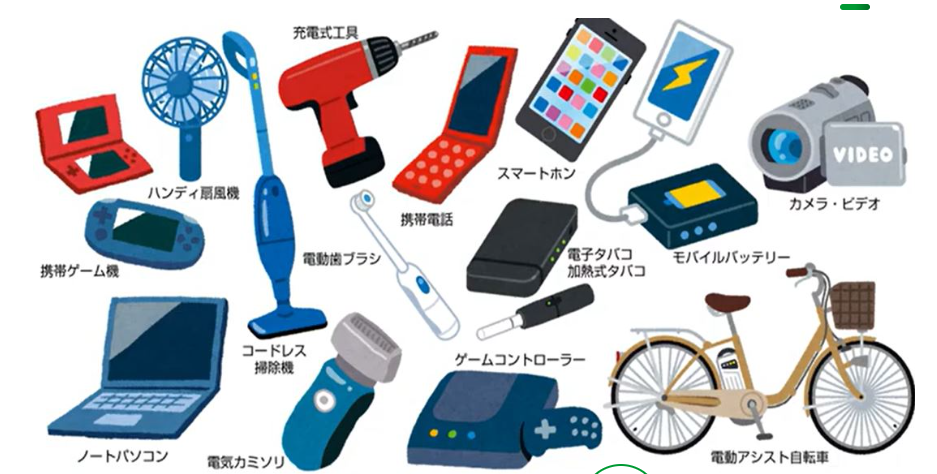 充電式工具
ハンディ扇風機
携帯電話
スマートホン
VIDEO
カメラ・ビデオ
携帯ゲーム機
電動歯ブラシ
電子タバコ
加熱式タバコ
モバイルバッテリー
コードレス
掃除機
ゲームコントローラー
ノートパソコン
電気カミソリ
電動アシスト自転車